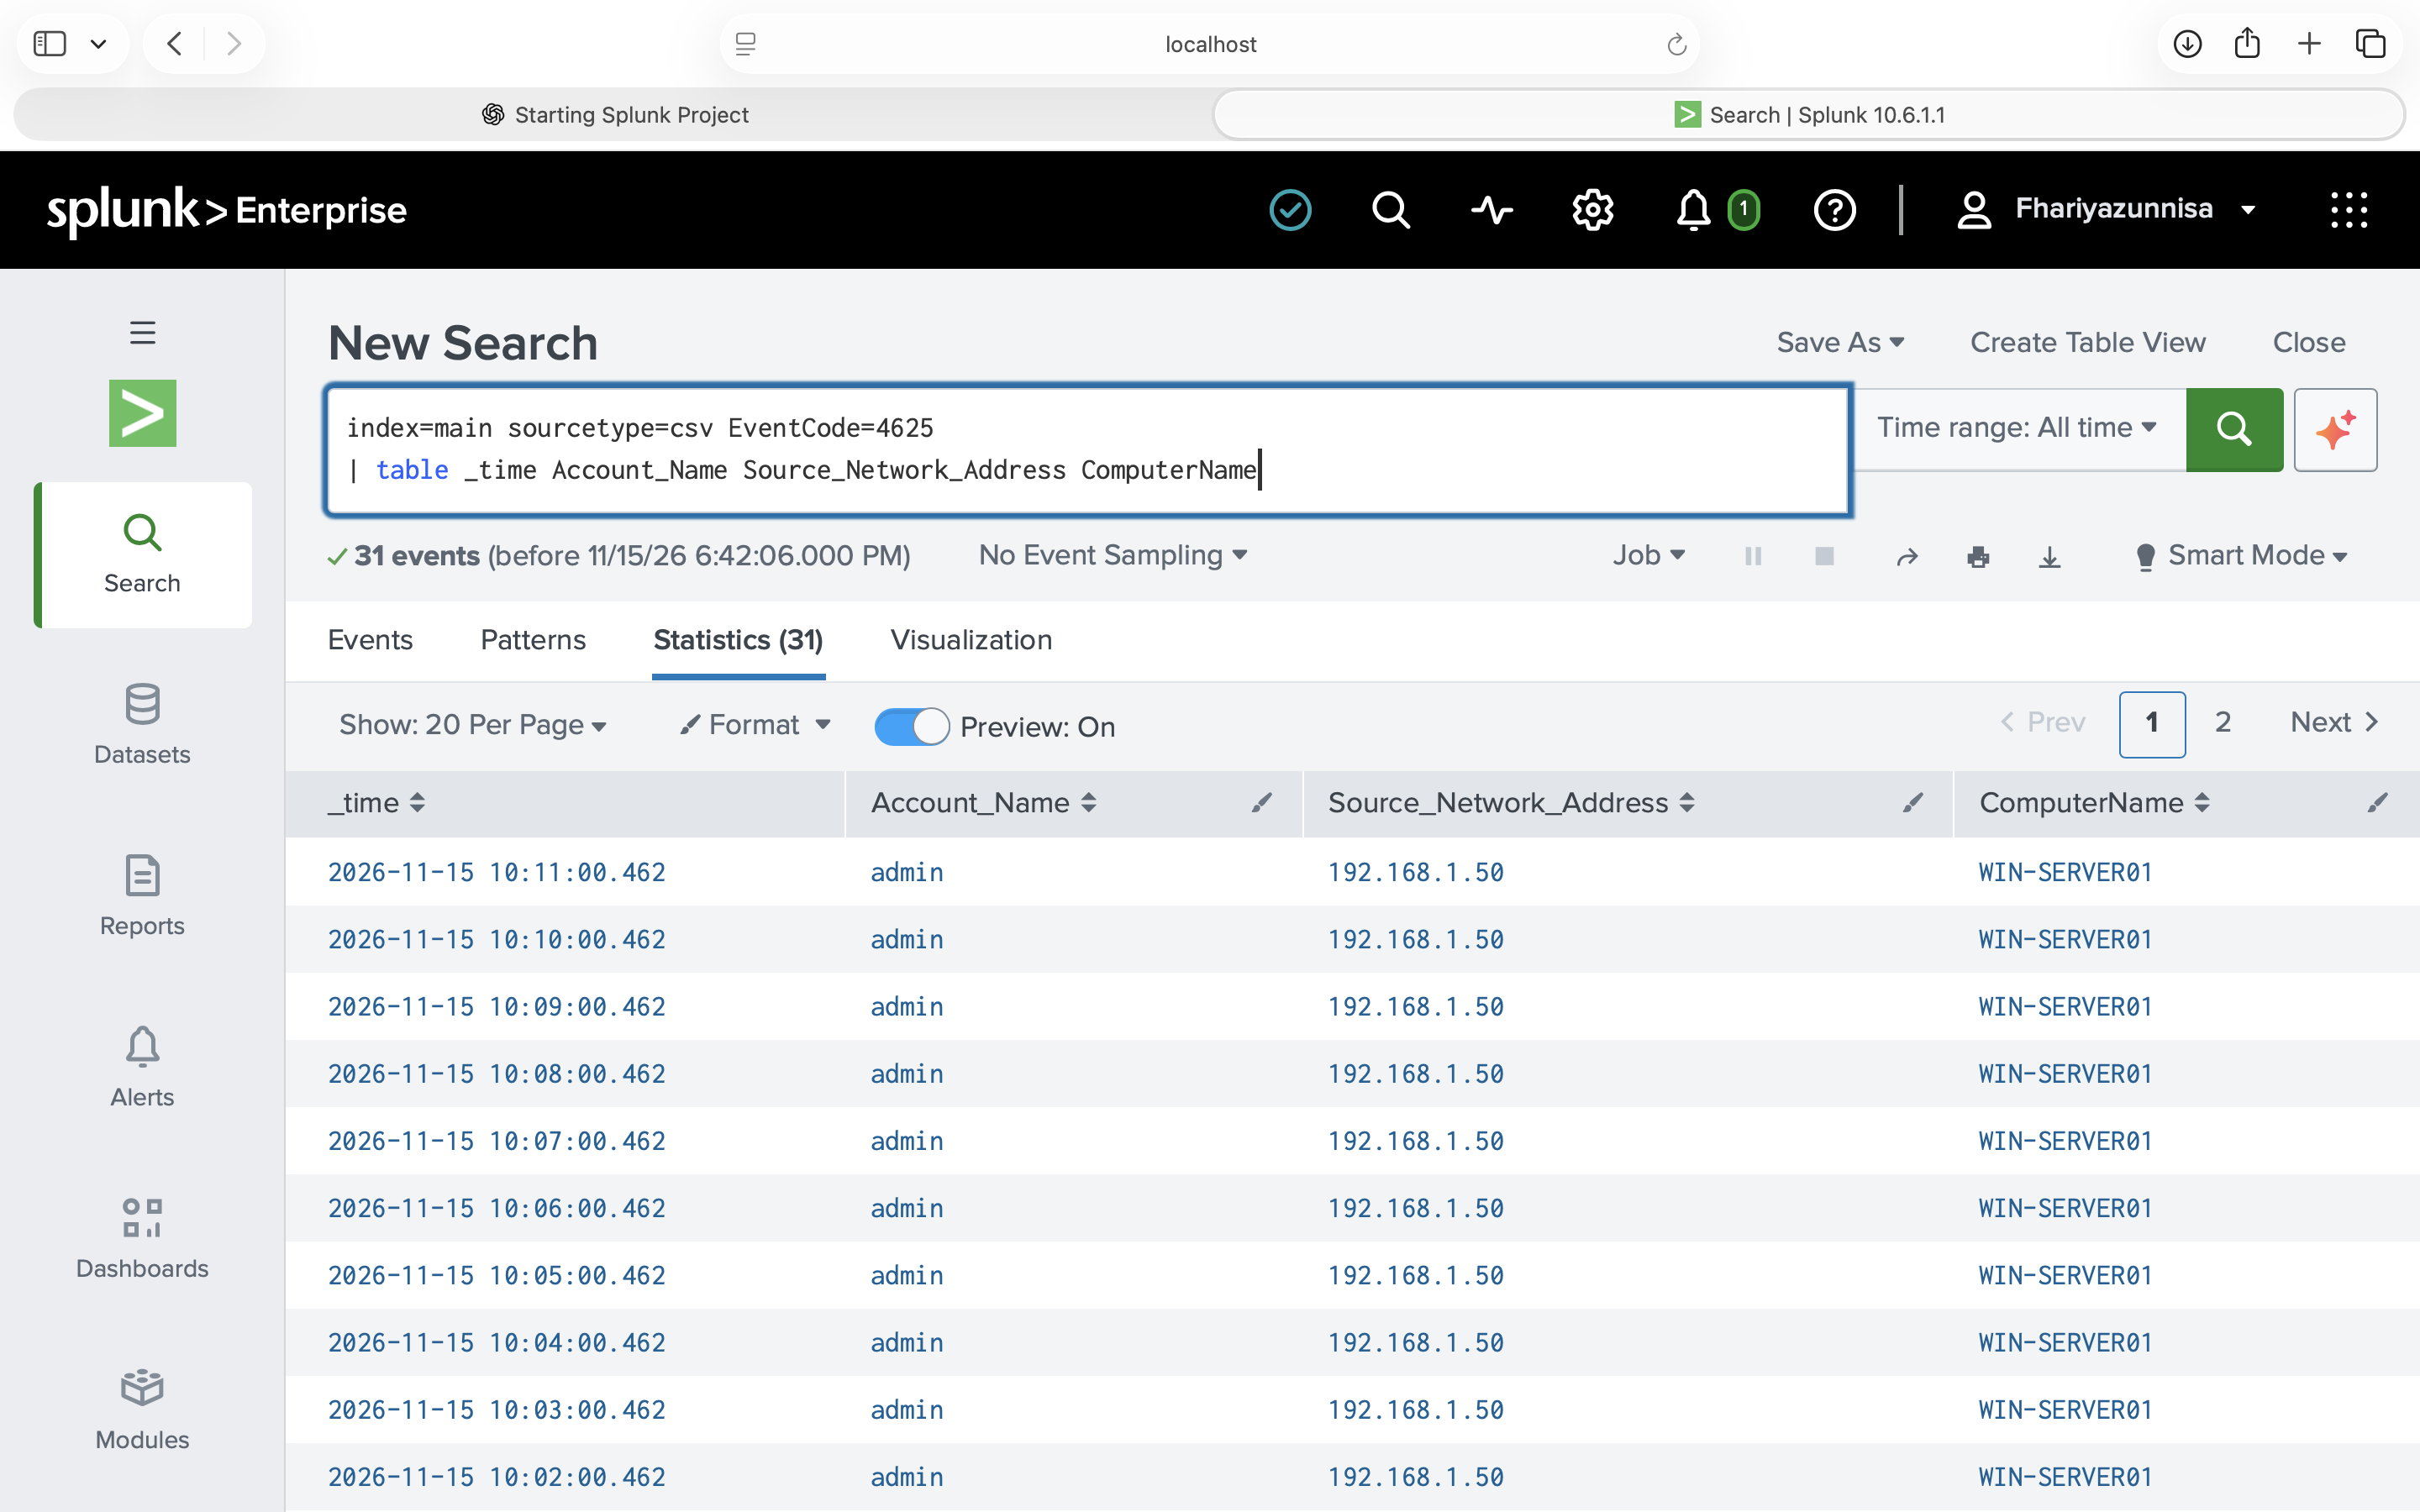 localhost
Starting Splunk Project
Search | Splunk 10.6.1.1
splunk> Enterprise
1
Fhariyazunnisa
New Search
Save As
Create Table View
Close
index=main sourcetype=csv EventCode=4625
| table _time Account_Name Source_Network_Address ComputerName
Time range: All time
31 events (before 11/15/26 6:42:06.000 PM)
No Event Sampling
Job
Smart Mode
Search
Datasets
Reports
Alerts
Dashboards
Modules
Events
Patterns
Statistics (31)
Visualization
Show: 20 Per Page
Format
Preview: On
Prev
1
2
Next
_time Account_Name Source_Network_Address ComputerName
2026-11-15 10:11:00.462 admin 192.168.1.50 WIN-SERVER01
2026-11-15 10:10:00.462 admin 192.168.1.50 WIN-SERVER01
2026-11-15 10:09:00.462 admin 192.168.1.50 WIN-SERVER01
2026-11-15 10:08:00.462 admin 192.168.1.50 WIN-SERVER01
2026-11-15 10:07:00.462 admin 192.168.1.50 WIN-SERVER01
2026-11-15 10:06:00.462 admin 192.168.1.50 WIN-SERVER01
2026-11-15 10:05:00.462 admin 192.168.1.50 WIN-SERVER01
2026-11-15 10:04:00.462 admin 192.168.1.50 WIN-SERVER01
2026-11-15 10:03:00.462 admin 192.168.1.50 WIN-SERVER01
2026-11-15 10:02:00.462 admin 192.168.1.50 WIN-SERVER01